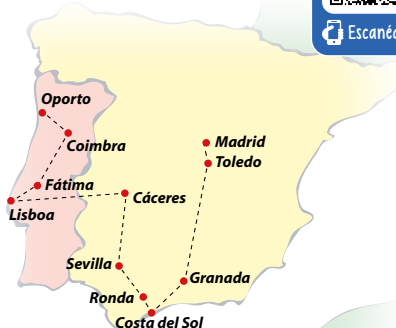 Escanéa
Oporto
Coimbra
Madrid
Toledo
Fátima
Cáceres
Lisboa
Sevilla
Granada
Ronda
Costa del Sol